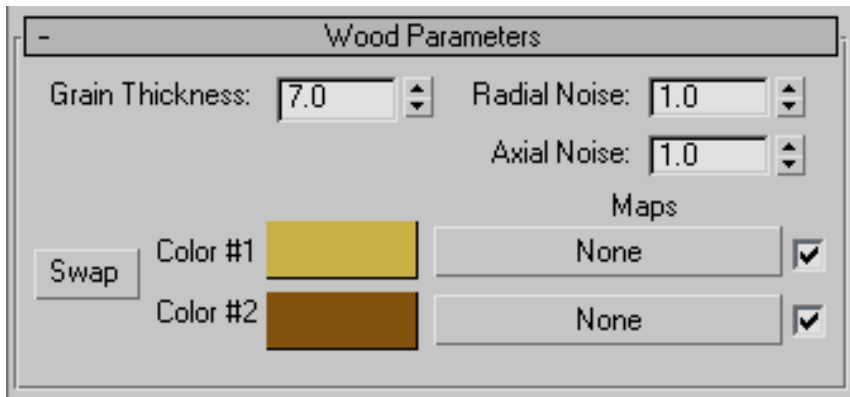 - Wood Parameters
Grain Thickness: 7.0 Radial Noise: 1.0
Axial Noise: 1.0
Maps
Color #1 None
Swap
Color #2 None